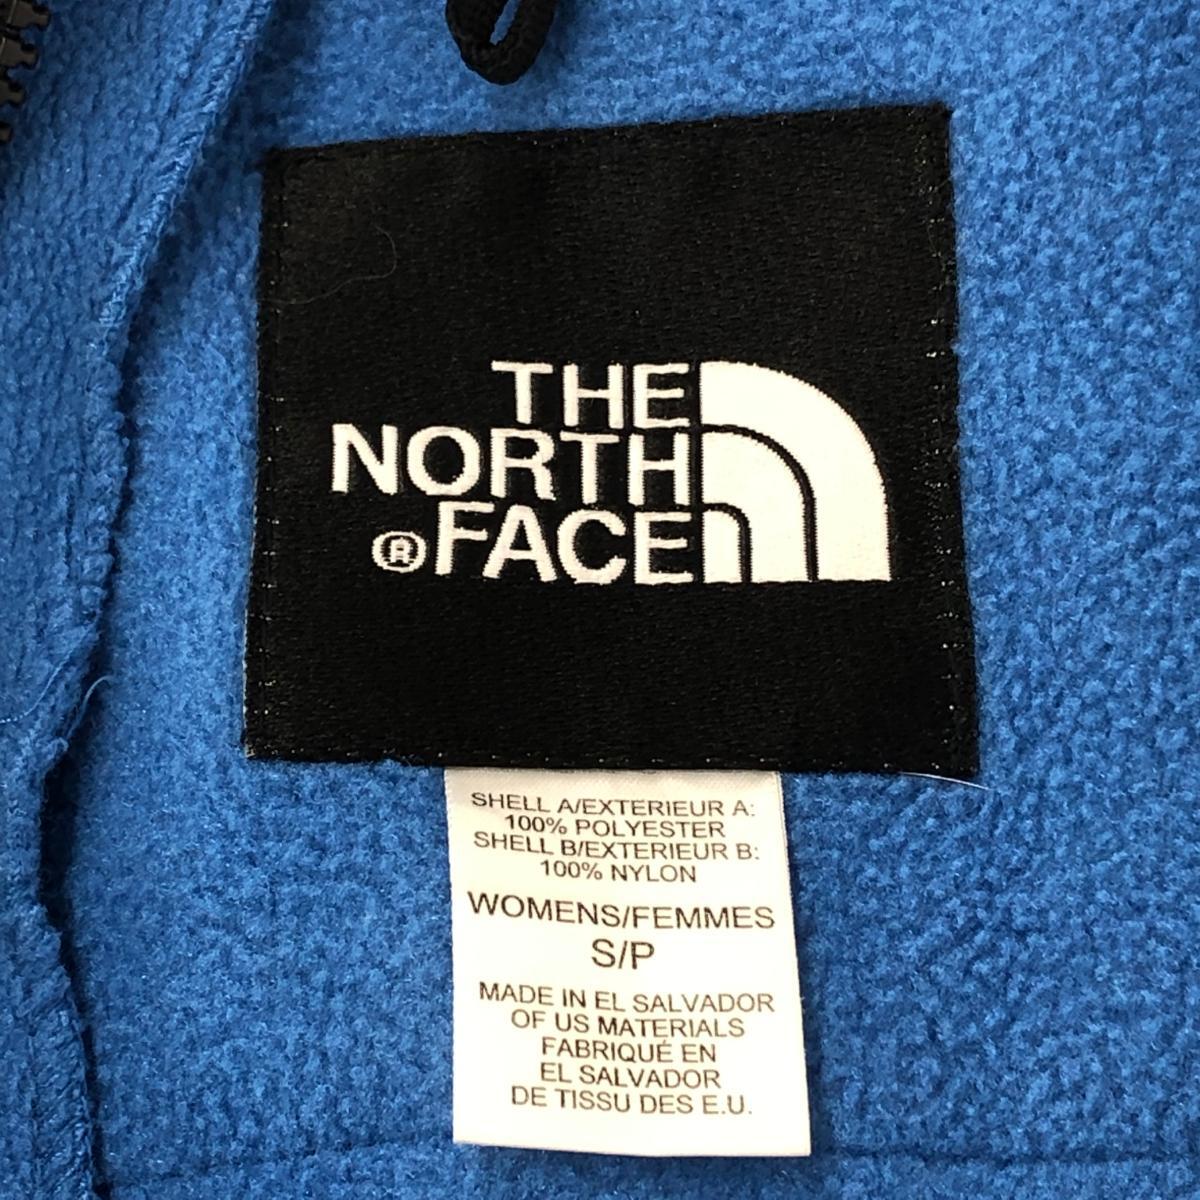 THE
NORTH
®FACE
SHELL A/EXTERIEUR A:
100% POLYESTER
SHELL B/EXTERIEUR B:
100% NYLON
WOMENS/FEMMES
S/P
MADE IN EL SALVADOR
OF US MATERIALS
FABRIQUÉ EN
EL SALVADOR
DE TISSU DES E.U.